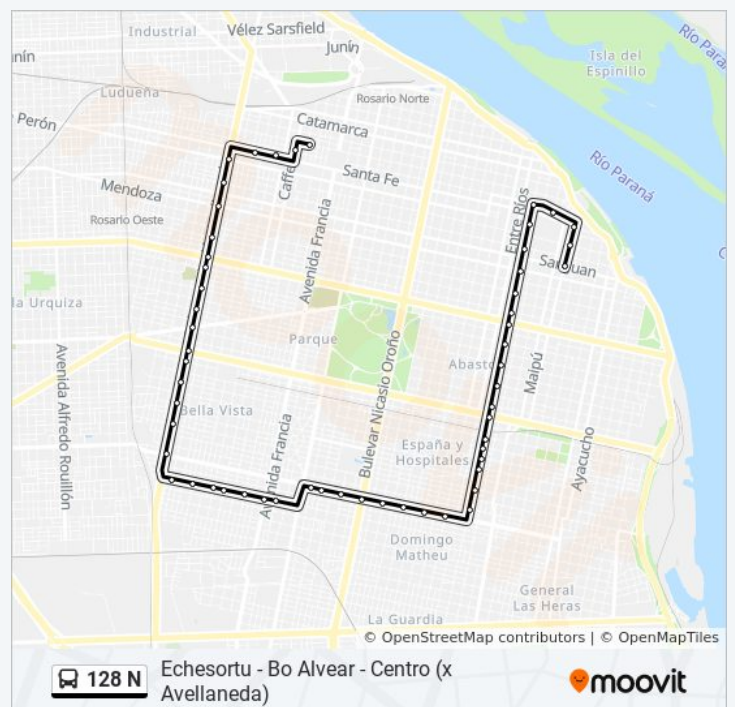 Industrial
Vélez Sarsfield
Junín
Río Para
Isla del
Espinillo
nín
Ludueña
Rosario Norte
e Perón
Catamarca
Río Paraná
Mendoza
Caffe
Santa Fe
Rosario Oeste
Avenida Francia
Entre Ríos
San Juan
la Urquiza
Parque
Avenida Alfredo Rouillón
Bulevar Nicasio Oroño
Abasto
Maipú
Bella Vista
Avenida Francia
España y
Hospitales
Ayacucho
Domingo
Matheu
General
Las Heras
La Guardia
© OpenStreetMap contributors | © OpenMapTiles
128 N
Echesortu - Bo Alvear - Centro (x
Avellaneda)
moovit